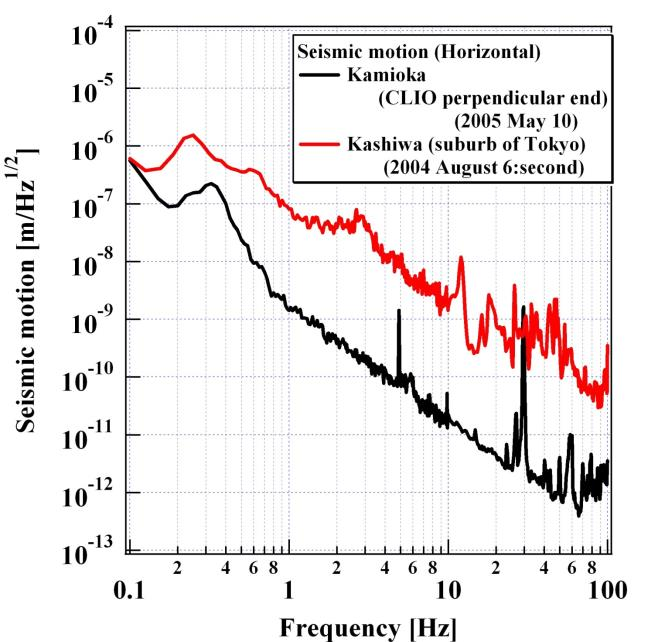 Seismic motion (Horizontal)
Kamioka
(CLIO perpendicular end)
(2005 May 10)
Kashiwa (suburb of Tokyo)
(2004 August 6:second)
Seismic motion [m/Hz^1/2]
10^-4
10^-5
10^-6
10^-7
10^-8
10^-9
10^-10
10^-11
10^-12
10^-13
2 4 6 8 2 4 6 8 2 4 6 8
0.1 1 10 100
Frequency [Hz]